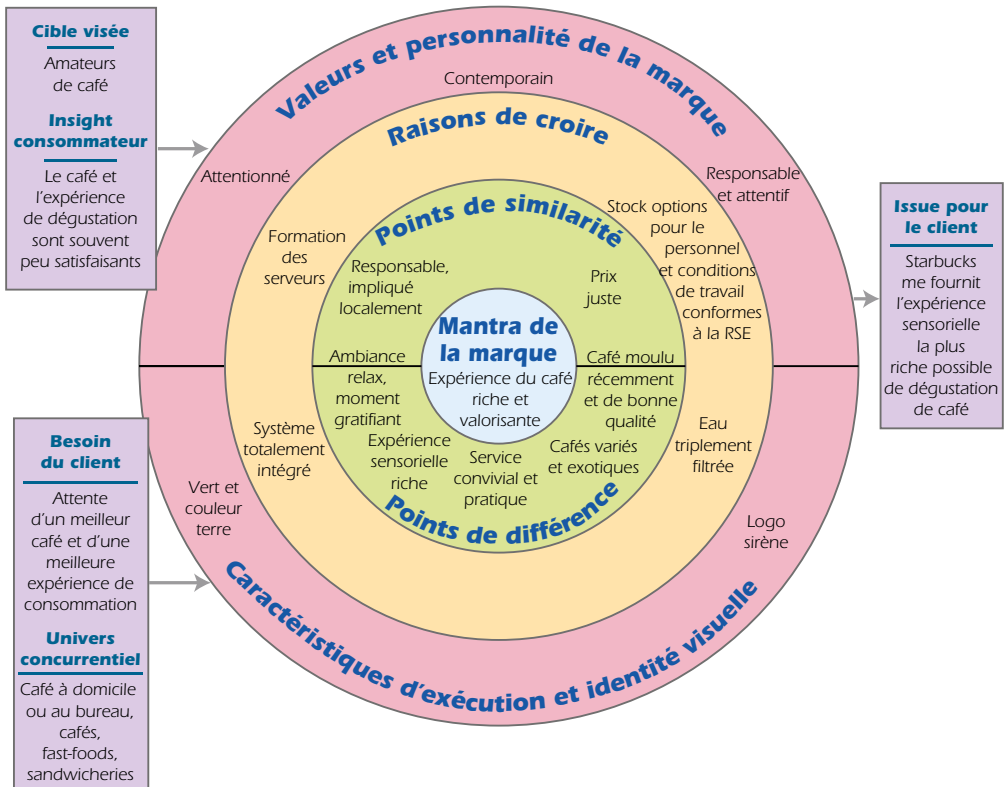 Cible visée
Amateurs
de café
Insight
consommateur
Le café et
l'expérience
de dégustation
sont souvent
peu satisfaisants
Besoin
du client
Attente
d'un meilleur
café et d'une
meilleure
expérience de
consommation
Univers
concurrentiel
Café à domicile
ou au bureau,
cafés,
fast-foods,
sandwicheries
Valeurs et personnalité de la marque
Contemporain
Attentionné
Responsable
et attentif
Raisons de croire
Formation
des
serveurs
Stock options
pour le
personnel
et conditions
de travail
conformes
à la RSE
Points de similarité
Responsable,
impliqué
localement
Prix
juste
Mantra de
la marque
Expérience du café
riche et
valorisante
Ambiance
relax,
moment
gratifiant
Café moulu
récemment
et de bonne
qualité
Expérience
sensorielle
riche
Service
convivial et
pratique
Cafés variés
et exotiques
Points de différence
Système
totalement
intégré
Eau
triplement
filtrée
Vert et
couleur
terre
Logo
sirène
Caractéristiques d'exécution et identité visuelle
Issue pour
le client
Starbucks
me fournit
l'expérience
sensorielle
la plus
riche possible
de dégustation
de café